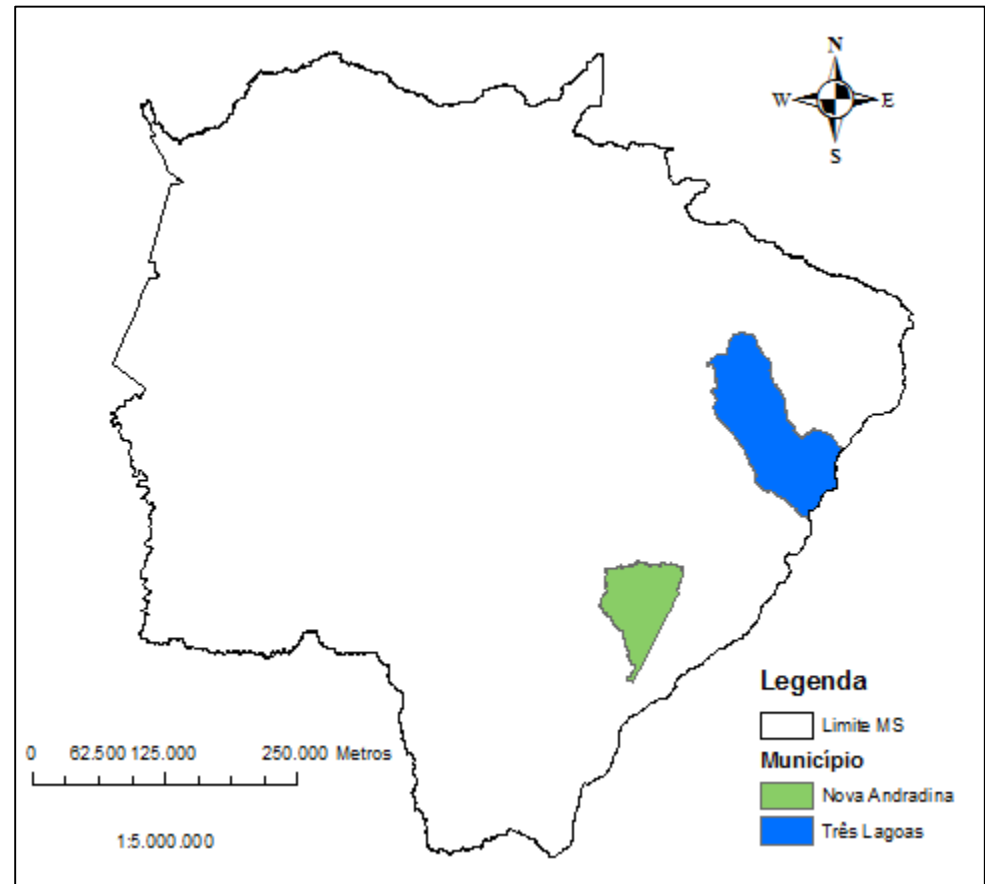 N
W E
S
Legenda
Limite MS
Município
Nova Andradina
Três Lagoas
0 62.500 125.000 250.000 Metros
1:5.000.000